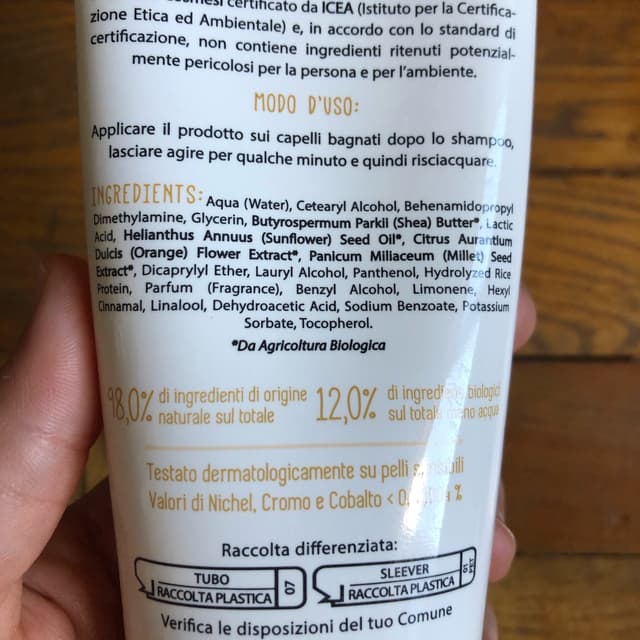 certificato da ICEA (Istituto per la Certifica-
zione Etica ed Ambientale) e, in accordo con lo standard di
certificazione, non contiene ingredienti ritenuti potenzial-
mente pericolosi per la persona e per l'ambiente.
MODO D'USO:
Applicare il prodotto sui capelli bagnati dopo lo shampoo,
lasciare agire per qualche minuto e quindi risciacquare.
INGREDIENTS: Aqua (Water), Cetearyl Alcohol, Behenamidopropyl
Dimethylamine, Glycerin, Butyrospermum Parkii (Shea) Butter*, Lactic
Acid, Helianthus Annuus (Sunflower) Seed Oil*, Citrus Aurantium
Dulcis (Orange) Flower Extract*, Panicum Miliaceum (Millet) Seed
Extract*, Dicaprylyl Ether, Lauryl Alcohol, Panthenol, Hydrolyzed Rice
Protein, Parfum (Fragrance), Benzyl Alcohol, Limonene, Hexyl
Cinnamal, Linalool, Dehydroacetic Acid, Sodium Benzoate, Potassium
Sorbate, Tocopherol.
*Da Agricoltura Biologica
98,0% di ingredienti di origine
naturale sul totale
12,0% di ingredienti biologici
sul totale meno acqua
Testato dermatologicamente su pelli sensibili
Valori di Nichel, Cromo e Cobalto <
Raccolta differenziata:
TUBO
RACCOLTA PLASTICA
07
SLEEVER
RACCOLTA PLASTICA
Verifica le disposizioni del tuo Comune